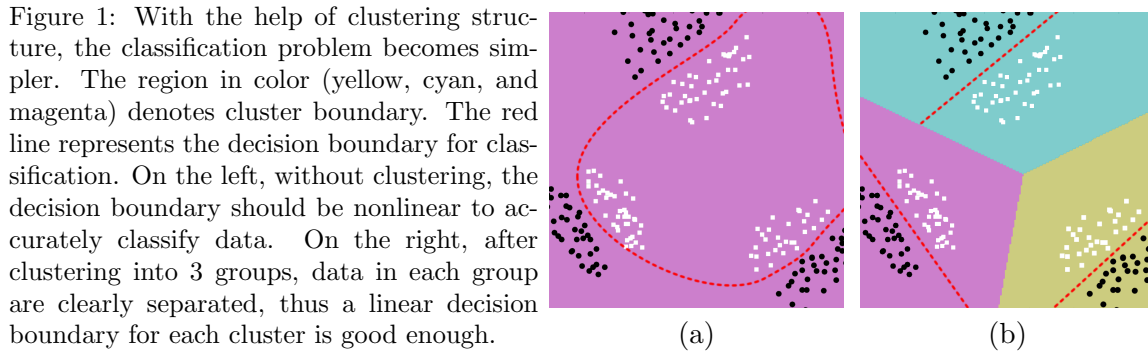 Figure 1: With the help of clustering struc-
ture, the classification problem becomes sim-
pler. The region in color (yellow, cyan, and
magenta) denotes cluster boundary. The red
line represents the decision boundary for clas-
sification. On the left, without clustering, the
decision boundary should be nonlinear to ac-
curately classify data. On the right, after
clustering into 3 groups, data in each group
are clearly separated, thus a linear decision
boundary for each cluster is good enough.
(a)
(b)